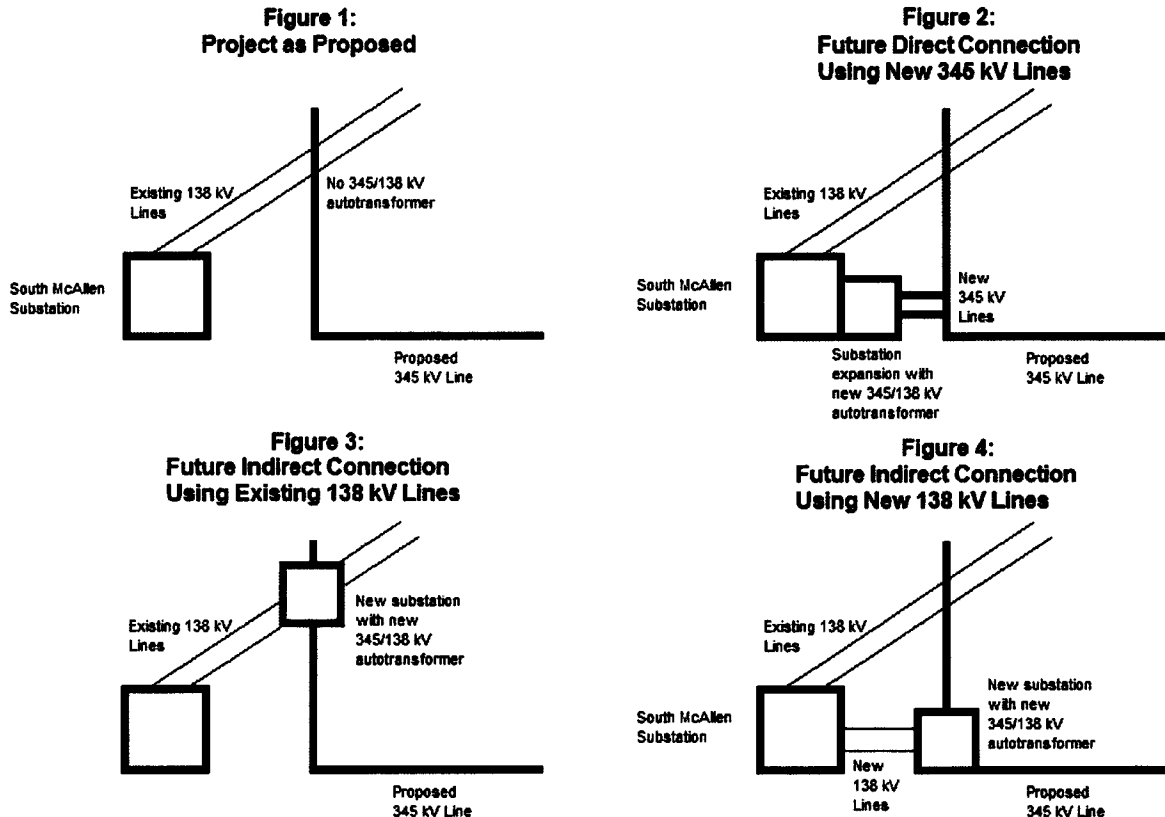 Figure 1:
Project as Proposed
Existing 138 kV
Lines
No 345/138 kV
autotransformer
South McAllen
Substation
Proposed
345 kV Line
Figure 2:
Future Direct Connection
Using New 345 kV Lines
Existing 138 kV
Lines
South McAllen
Substation
New
345 kV
Lines
Substation
expansion with
new 345/138 kV
autotransformer
Proposed
345 kV Line
Figure 3:
Future Indirect Connection
Using Existing 138 kV Lines
Existing 138 kV
Lines
New substation
with new
345/138 kV
autotransformer
Proposed
345 kV Line
Figure 4:
Future Indirect Connection
Using New 138 kV Lines
Existing 138 kV
Lines
South McAllen
Substation
New substation
with new
345/138 kV
autotransformer
New
138 kV
Lines
Proposed
345 kV Line